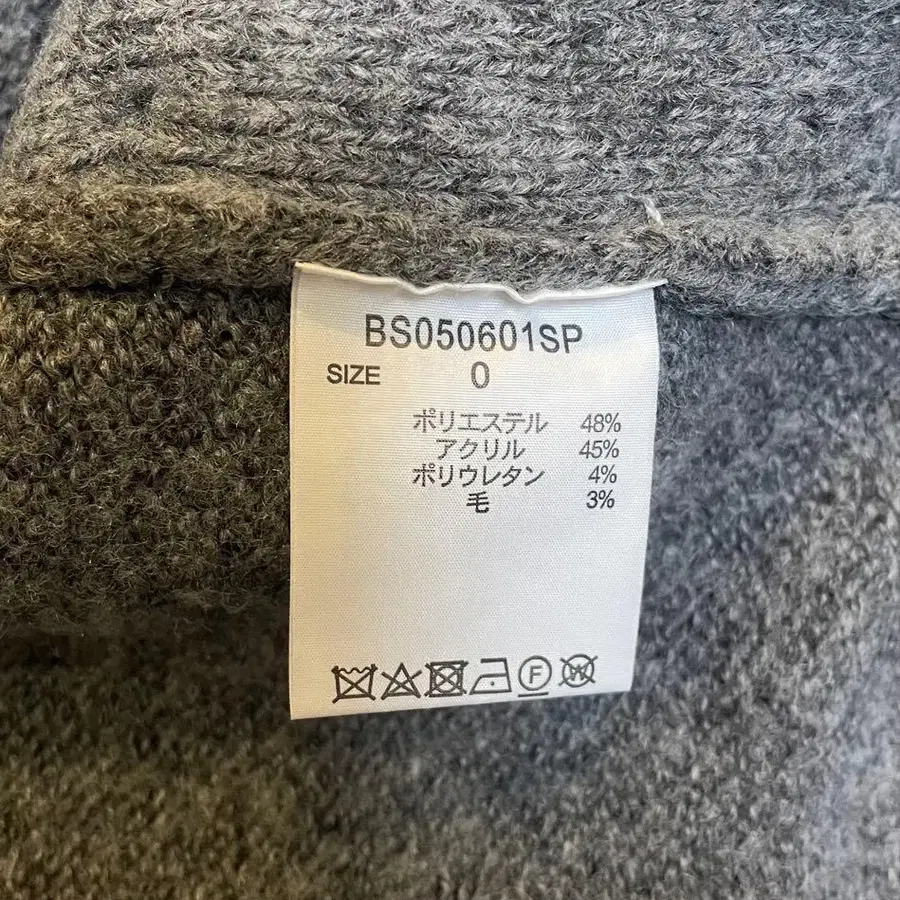 BS050601SP
SIZE 0
ポリエステル 48%
アクリル 45%
ポリウレタン 4%
毛 3%
F W